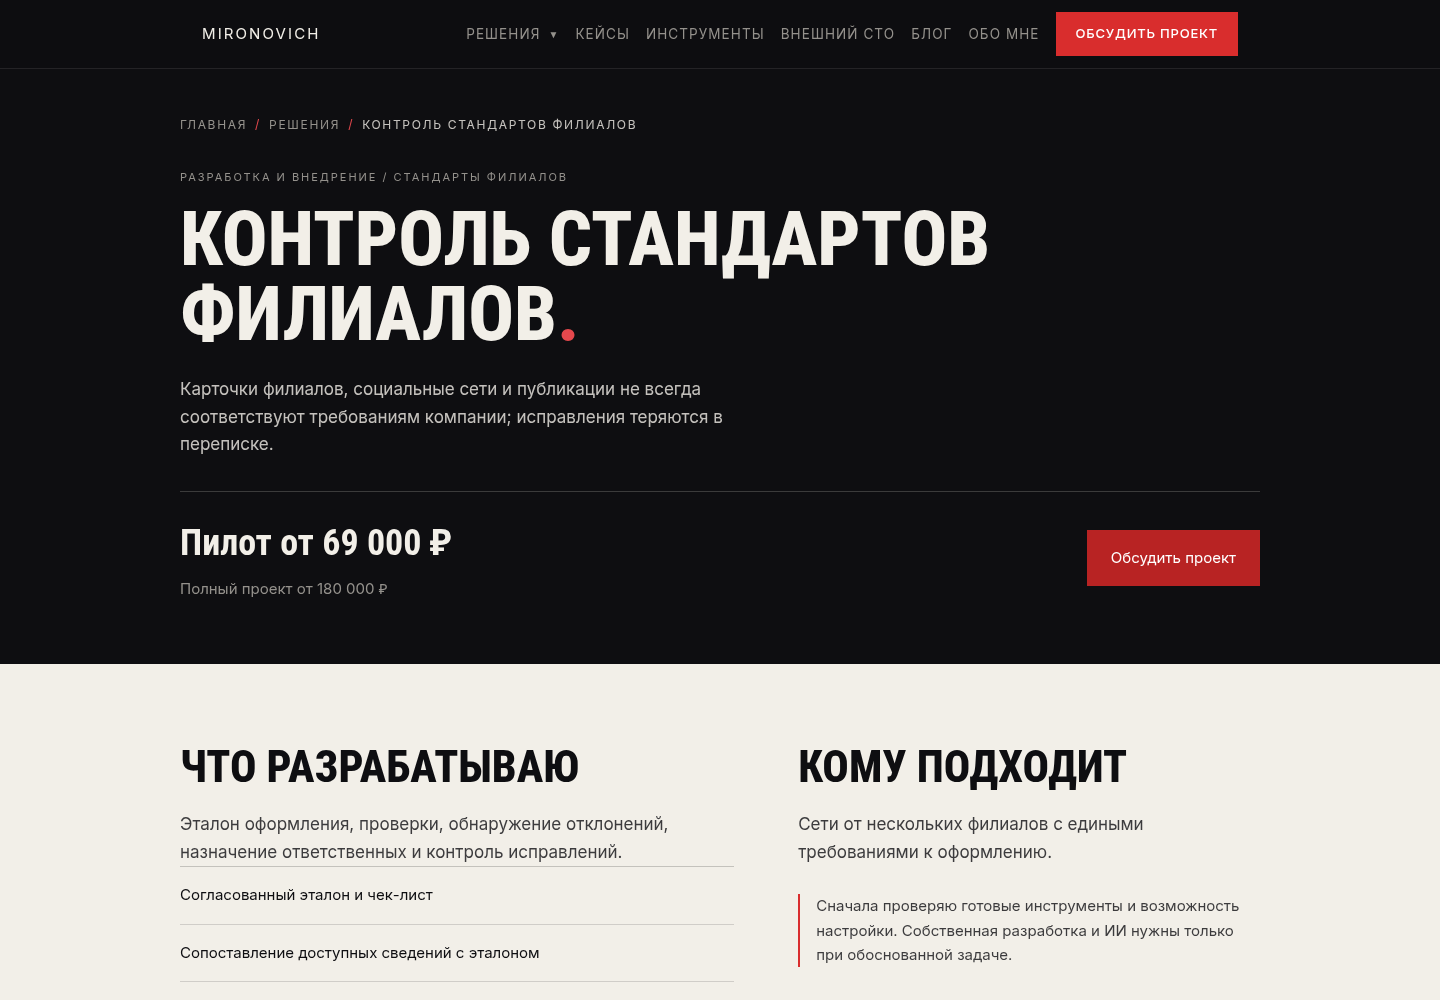 MIRONOVICH
РЕШЕНИЯ ▾ КЕЙСЫ ИНСТРУМЕНТЫ ВНЕШНИЙ СТО БЛОГ ОБО МНЕ ОБСУДИТЬ ПРОЕКТ
ГЛАВНАЯ / РЕШЕНИЯ / КОНТРОЛЬ СТАНДАРТОВ ФИЛИАЛОВ
РАЗРАБОТКА И ВНЕДРЕНИЕ / СТАНДАРТЫ ФИЛИАЛОВ
КОНТРОЛЬ СТАНДАРТОВ
ФИЛИАЛОВ.
Карточки филиалов, социальные сети и публикации не всегда
соответствуют требованиям компании; исправления теряются в
переписке.
Пилот от 69 000 ₽
Полный проект от 180 000 ₽
Обсудить проект
ЧТО РАЗРАБАТЫВАЮ
Эталон оформления, проверки, обнаружение отклонений,
назначение ответственных и контроль исправлений.
Согласованный эталон и чек-лист
Сопоставление доступных сведений с эталоном
КОМУ ПОДХОДИТ
Сети от нескольких филиалов с едиными
требованиями к оформлению.
Сначала проверяю готовые инструменты и возможность
настройки. Собственная разработка и ИИ нужны только
при обоснованной задаче.